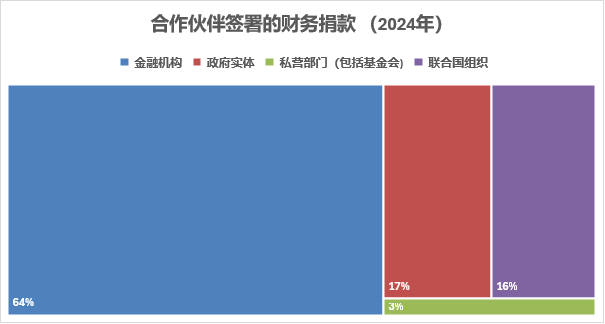 合作伙伴签署的财务捐款 （2024年）
金融机构 政府实体 私营部门（包括基金会） 联合国组织
64%
17%
16%
3%